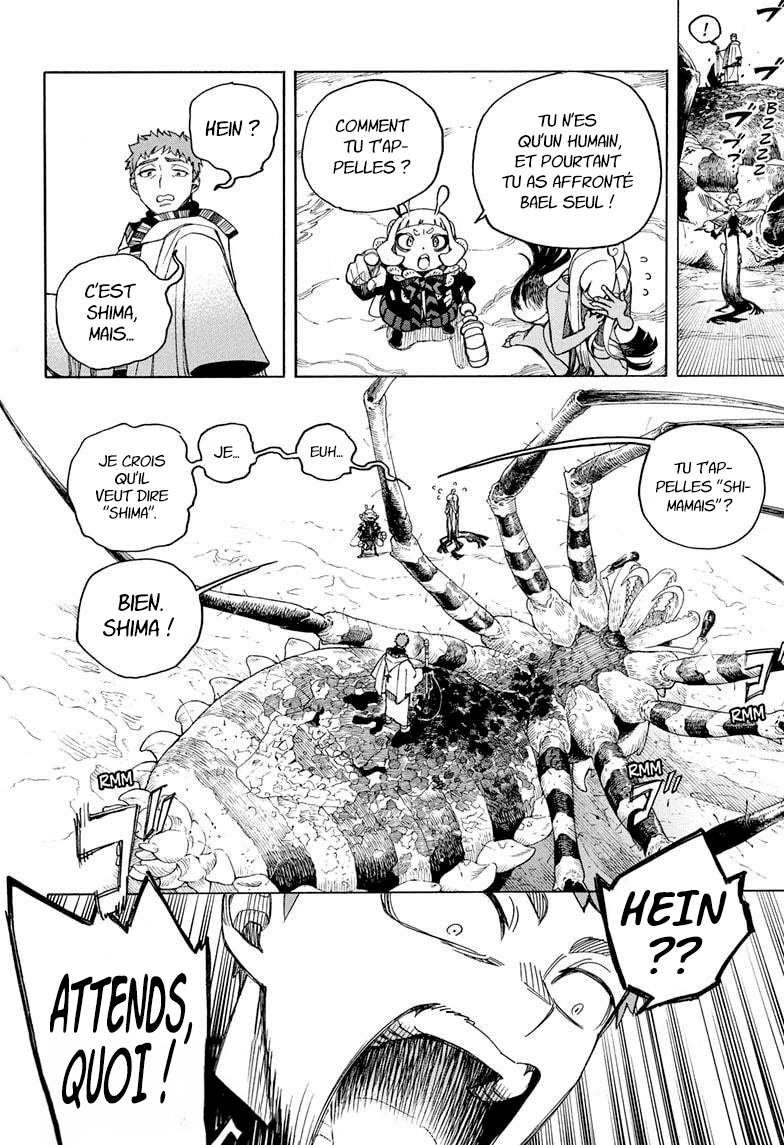 !
BZZZZZ
TU N'ES
QU'UN HUMAIN,
ET POURTANT
TU AS AFFRONTÉ
BAEL SEUL !
COMMENT
TU T'AP-
PELLES ?
HEIN ?
C'EST
SHIMA,
MAIS...
TU T'AP-
PELLES "SHI-
MAMAIS" ?
EUH...
JE...
JE CROIS
QU'IL
VEUT DIRE
"SHIMA".
BIEN.
SHIMA !
RMM
RMM
RMM
HEIN
??
ATTENDS,
QUOI !